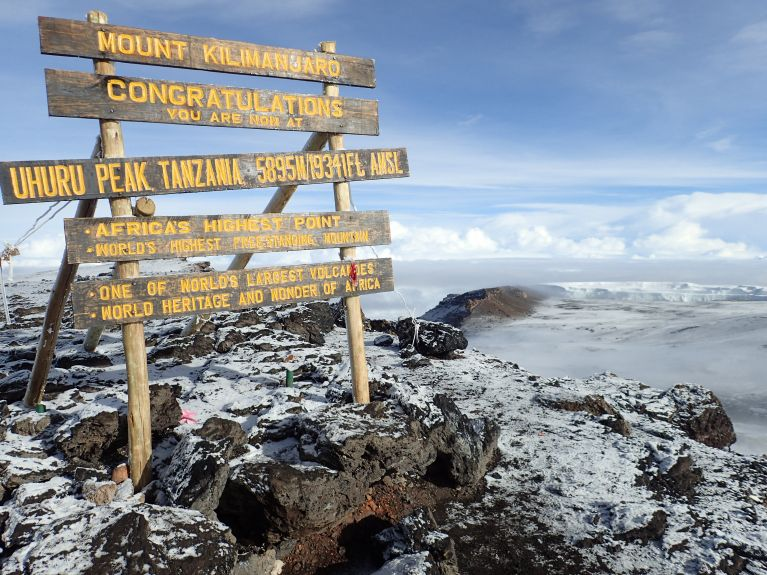 MOUNT KILIMANJARO
CONGRATULATIONS
YOU ARE NOW AT
UHURU PEAK TANZANIA 5895M/19341Ft AMSL
• AFRICA'S HIGHEST POINT
• WORLD'S HIGHEST FREE-STANDING MOUNTAIN
• ONE OF WORLD'S LARGEST VOLCANOES
• WORLD HERITAGE AND WONDER OF AFRICA